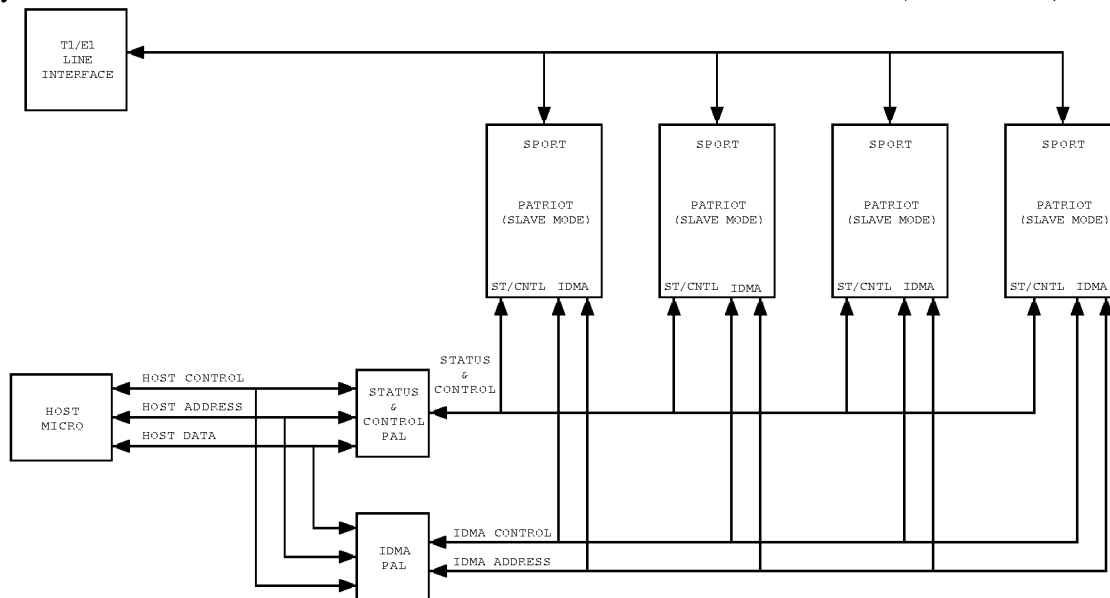 T1/E1
LINE
INTERFACE
SPORT
SPORT
SPORT
SPORT
PATRIOT
(SLAVE MODE)
PATRIOT
(SLAVE MODE)
PATRIOT
(SLAVE MODE)
PATRIOT
(SLAVE MODE)
ST/CNTL IDMA
ST/CNTL IDMA
ST/CNTL IDMA
ST/CNTL IDMA
STATUS
&
CONTROL
HOST
MICRO
HOST CONTROL
HOST ADDRESS
HOST DATA
STATUS
&
CONTROL
PAL
IDMA
PAL
IDMA CONTROL
IDMA ADDRESS